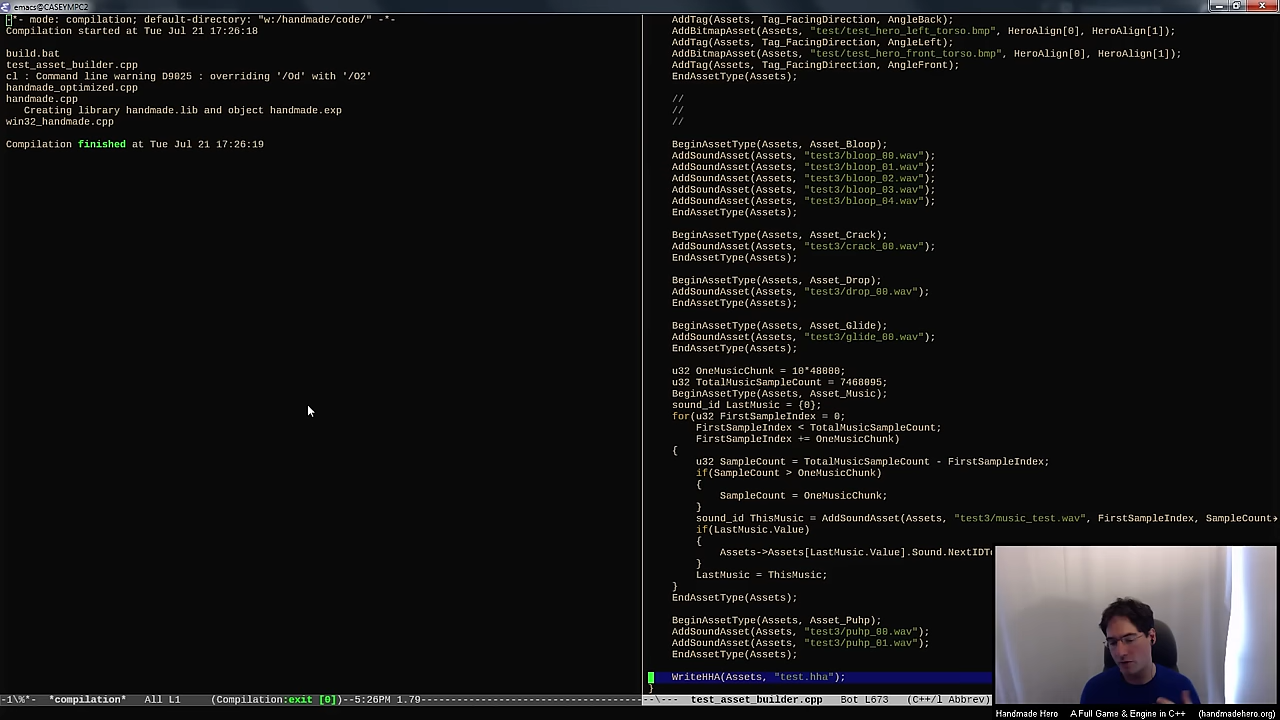 emacs@CASEYMPC2
-*- mode: compilation; default-directory: "w:/handmade/code/" -*-
Compilation started at Tue Jul 21 17:26:18
build.bat
test_asset_builder.cpp
cl : Command line warning D9025 : overriding '/Od' with '/O2'
handmade_optimized.cpp
handmade.cpp
Creating library handmade.lib and object handmade.exp
win32_handmade.cpp
Compilation finished at Tue Jul 21 17:26:19
-1\%*- *compilation* All L1 (Compilation:exit [0])--5:26PM 1.79
AddTag(Assets, Tag_FacingDirection, AngleBack);
AddBitmapAsset(Assets, "test/test_hero_left_torso.bmp", HeroAlign[0], HeroAlign[1]);
AddTag(Assets, Tag_FacingDirection, AngleLeft);
AddBitmapAsset(Assets, "test/test_hero_front_torso.bmp", HeroAlign[0], HeroAlign[1]);
AddTag(Assets, Tag_FacingDirection, AngleFront);
EndAssetType(Assets);
//
//
//
BeginAssetType(Assets, Asset_Bloop);
AddSoundAsset(Assets, "test3/bloop_00.wav");
AddSoundAsset(Assets, "test3/bloop_01.wav");
AddSoundAsset(Assets, "test3/bloop_02.wav");
AddSoundAsset(Assets, "test3/bloop_03.wav");
AddSoundAsset(Assets, "test3/bloop_04.wav");
EndAssetType(Assets);
BeginAssetType(Assets, Asset_Crack);
AddSoundAsset(Assets, "test3/crack_00.wav");
EndAssetType(Assets);
BeginAssetType(Assets, Asset_Drop);
AddSoundAsset(Assets, "test3/drop_00.wav");
EndAssetType(Assets);
BeginAssetType(Assets, Asset_Glide);
AddSoundAsset(Assets, "test3/glide_00.wav");
EndAssetType(Assets);
u32 OneMusicChunk = 10*48000;
u32 TotalMusicSampleCount = 7468095;
BeginAssetType(Assets, Asset_Music);
sound_id LastMusic = {0};
for(u32 FirstSampleIndex = 0;
FirstSampleIndex < TotalMusicSampleCount;
FirstSampleIndex += OneMusicChunk)
{
u32 SampleCount = TotalMusicSampleCount - FirstSampleIndex;
if(SampleCount > OneMusicChunk)
{
SampleCount = OneMusicChunk;
}
sound_id ThisMusic = AddSoundAsset(Assets, "test3/music_test.wav", FirstSampleIndex, SampleCount
if(LastMusic.Value)
{
Assets->Assets[LastMusic.Value].Sound.NextIDT
}
LastMusic = ThisMusic;
}
EndAssetType(Assets);
BeginAssetType(Assets, Asset_Puhp);
AddSoundAsset(Assets, "test3/puhp_00.wav");
AddSoundAsset(Assets, "test3/puhp_01.wav");
EndAssetType(Assets);
WriteHHA(Assets, "test.hha");
}
--\--- test_asset_builder.cpp Bot L673 (C++/l Abbrev)
Handmade Hero A Full Game & Engine in C++ (handmadehero.org)